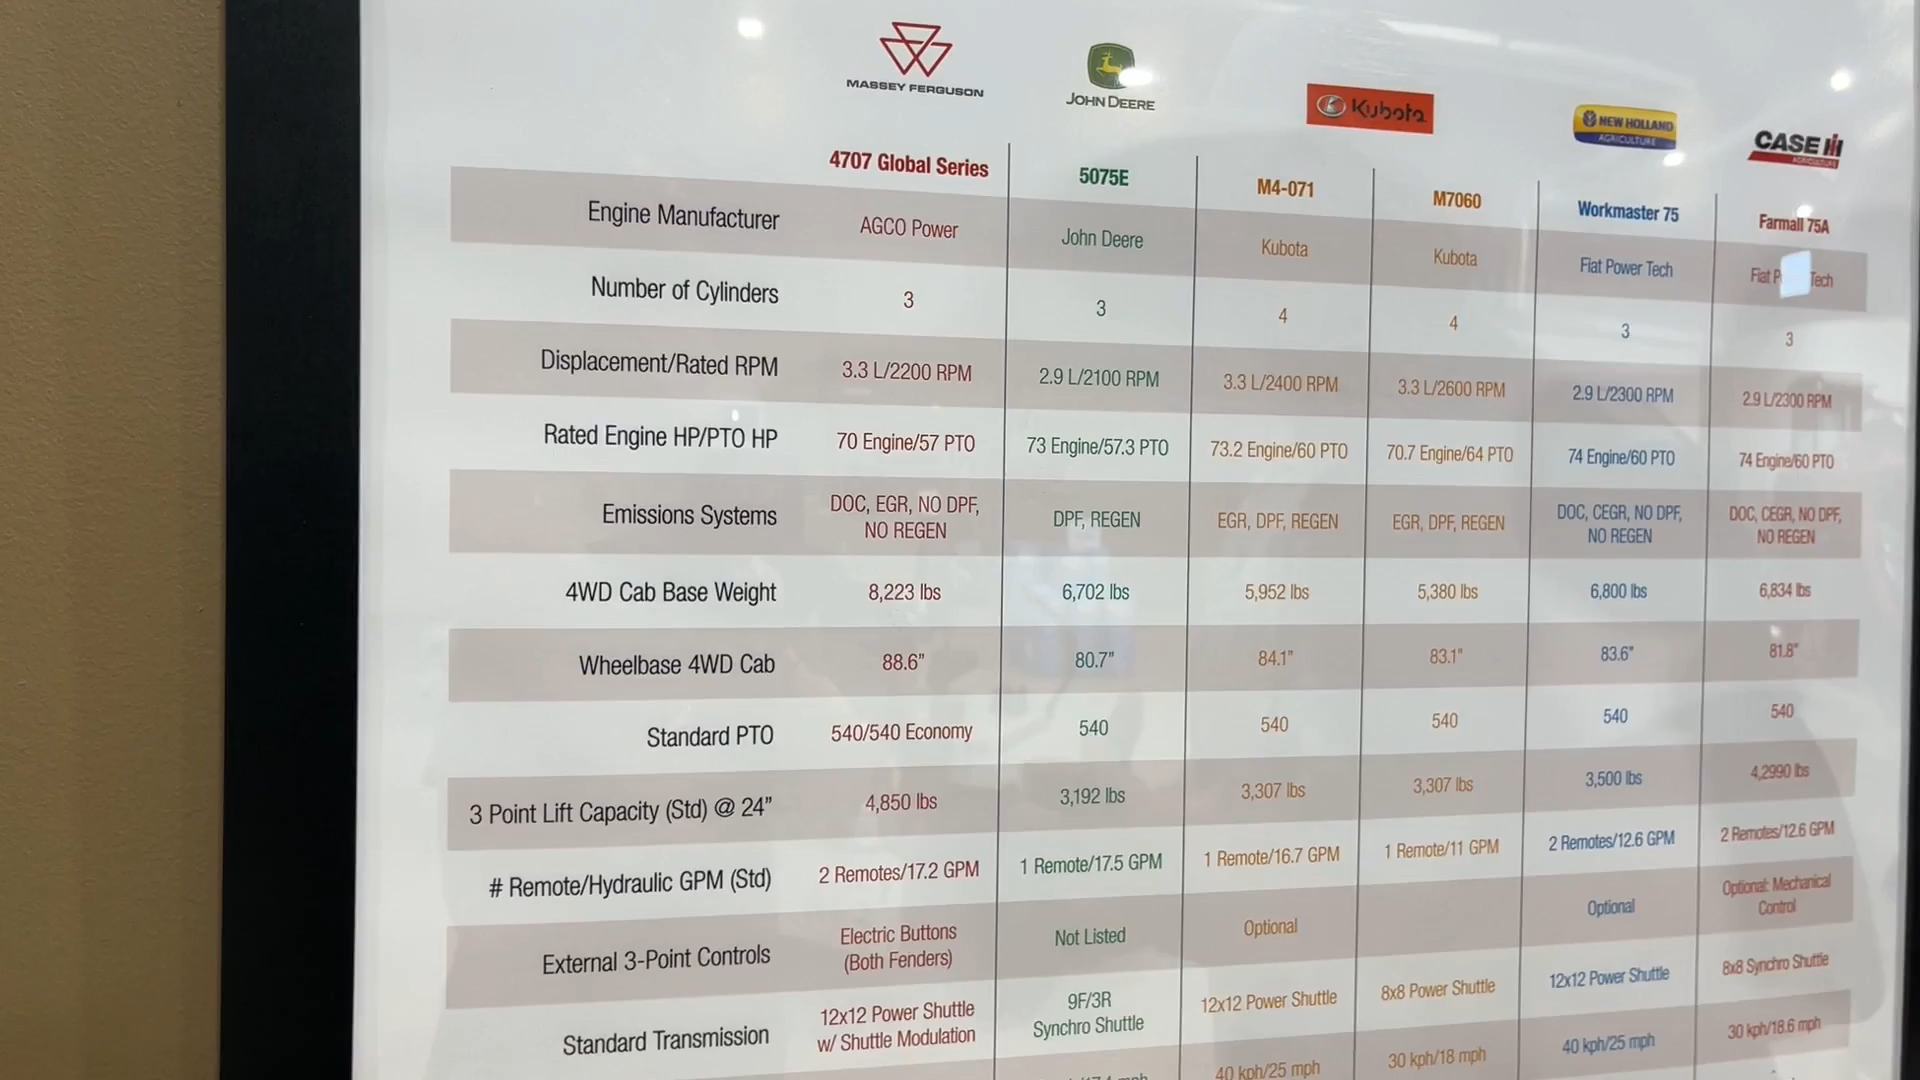 MASSEY FERGUSON
JOHN DEERE
Kubota
NEW HOLLAND
AGRICULTURE
CASE IH
AGRICULTURE
4707 Global Series 5075E M4-071 M7060 Workmaster 75 Farmall 75A
Engine Manufacturer AGCO Power John Deere Kubota Kubota Fiat Power Tech Fiat Tech
Number of Cylinders 3 3 4 4 3 3
Displacement/Rated RPM 3.3 L/2200 RPM 2.9 L/2100 RPM 3.3 L/2400 RPM 3.3 L/2600 RPM 2.9 L/2300 RPM 2.9 L/2300 RPM
Rated Engine HP/PTO HP 70 Engine/57 PTO 73 Engine/57.3 PTO 73.2 Engine/60 PTO 70.7 Engine/64 PTO 74 Engine/60 PTO 74 Engine/60 PTO
Emissions Systems DOC, EGR, NO DPF, NO REGEN DPF, REGEN EGR, DPF, REGEN EGR, DPF, REGEN DOC, CEGR, NO DPF, NO REGEN DOC, CEGR, NO DPF, NO REGEN
4WD Cab Base Weight 8,223 lbs 6,702 lbs 5,952 lbs 5,380 lbs 6,800 lbs 6,834 lbs
Wheelbase 4WD Cab 88.6" 80.7" 84.1" 83.1" 83.6" 81.8"
Standard PTO 540/540 Economy 540 540 540 540 540
3 Point Lift Capacity (Std) @ 24" 4,850 lbs 3,192 lbs 3,307 lbs 3,307 lbs 3,500 lbs 4,2990 lbs
# Remote/Hydraulic GPM (Std) 2 Remotes/17.2 GPM 1 Remote/17.5 GPM 1 Remote/16.7 GPM 1 Remote/11 GPM 2 Remotes/12.6 GPM 2 Remotes/12.6 GPM
External 3-Point Controls Electric Buttons (Both Fenders) Not Listed Optional Optional Optional: Mechanical Control
Standard Transmission 12x12 Power Shuttle w/ Shuttle Modulation 9F/3R Synchro Shuttle 12x12 Power Shuttle 8x8 Power Shuttle 12x12 Power Shuttle 8x8 Synchro Shuttle
40 kph/25 mph 30 kph/18 mph 40 kph/25 mph 30 kph/18.6 mph